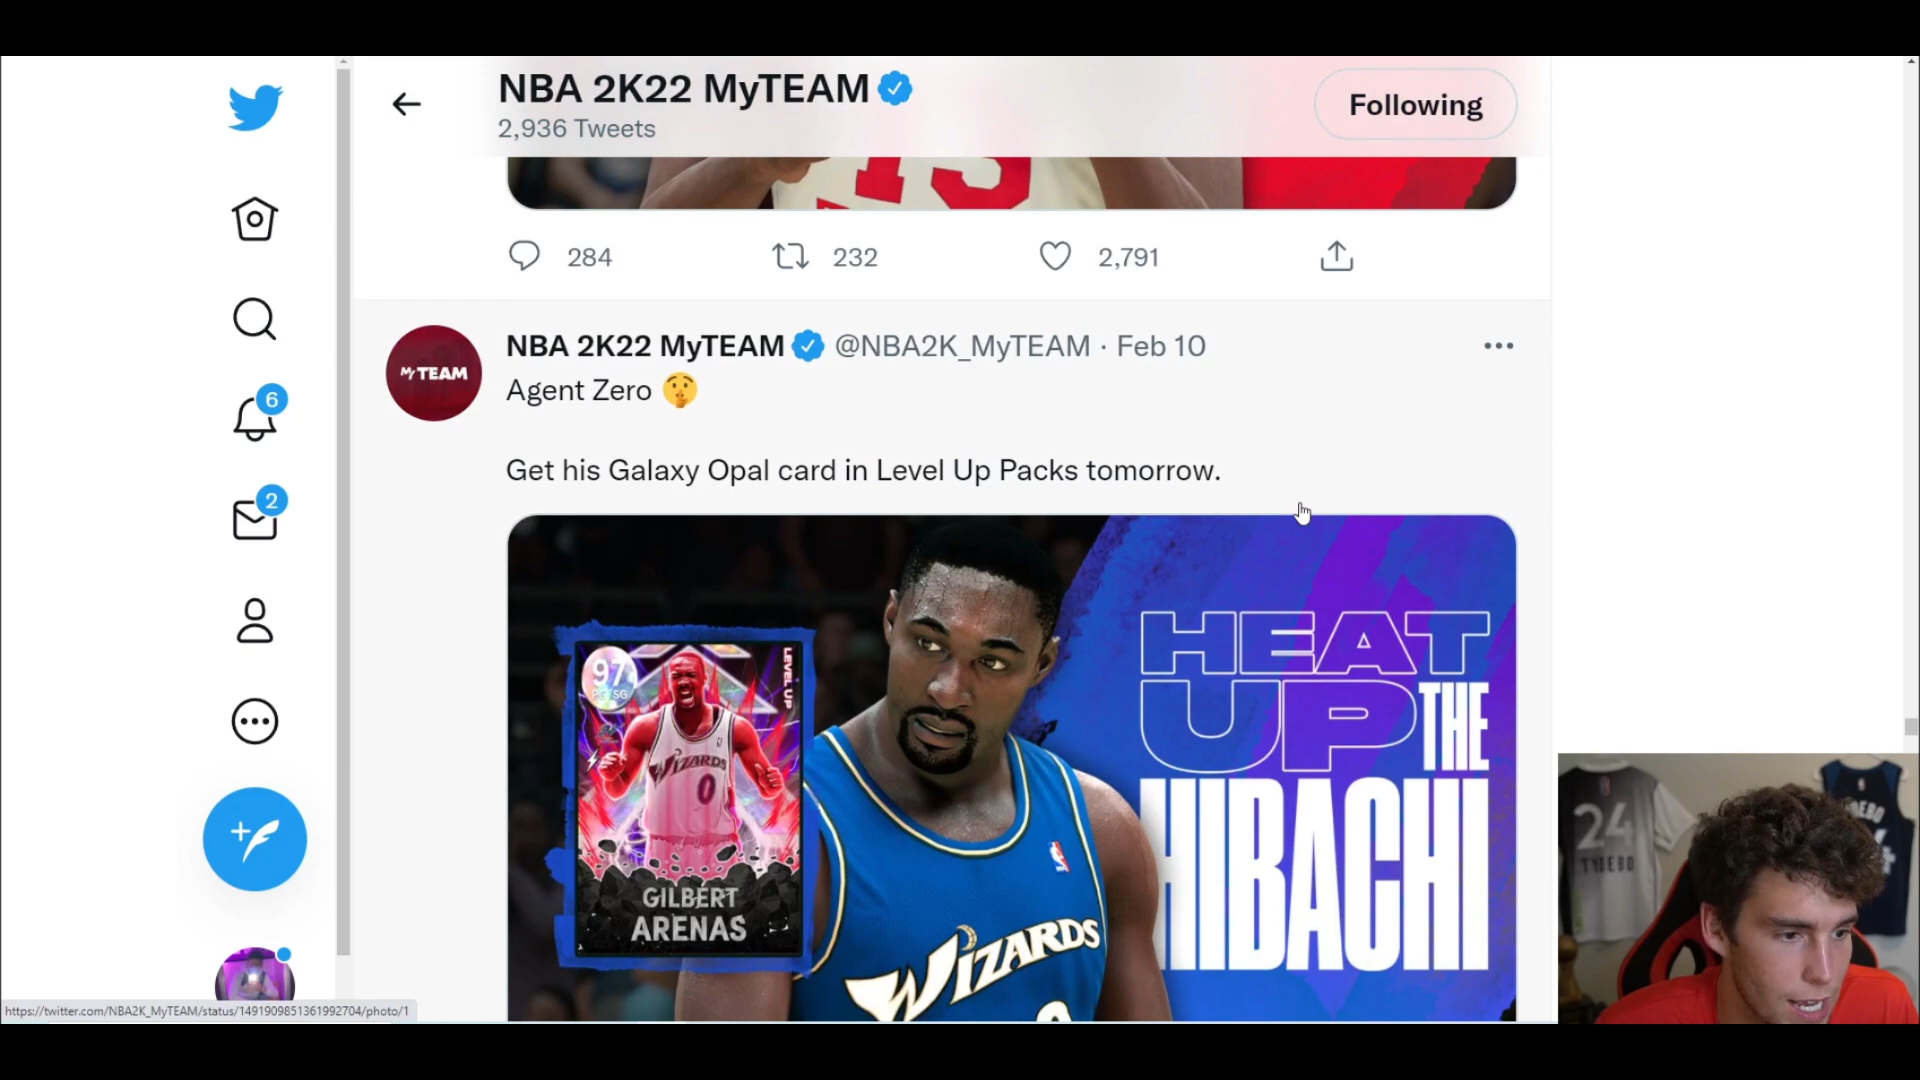 NBA 2K22 MyTEAM
2,936 Tweets
Following
284
232
2,791
NBA 2K22 MyTEAM @NBA2K_MyTEAM · Feb 10
MyTEAM
Agent Zero 🤫
Get his Galaxy Opal card in Level Up Packs tomorrow.
6
2
97
PG/SG
LEVEL UP
WIZARDS
0
GILBERT
ARENAS
WIZARDS
HEAT
UP THE
HIBACHI
24
https://twitter.com/NBA2K_MyTEAM/status/1491909851361992704/photo/1